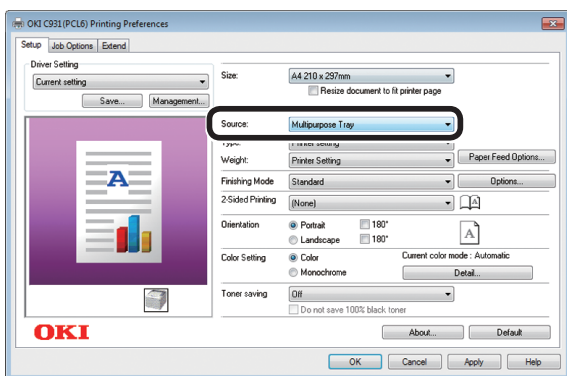 OKI C931(PCL6) Printing Preferences
Setup Job Options Extend
Driver Setting
Current setting
Save... Management...
Size: A4 210 x 297mm
Resize document to fit printer page
Source: Multipurpose Tray
Type: Printer Setting
Weight: Printer Setting Paper Feed Options...
Finishing Mode Standard Options...
2-Sided Printing (None)
Orientation Portrait 180°
Landscape 180°
A
A
Color Setting Color Current color mode : Automatic
Monochrome Detail...
Toner saving Off
Do not save 100% black toner
OKI
About... Default
OK Cancel Apply Help